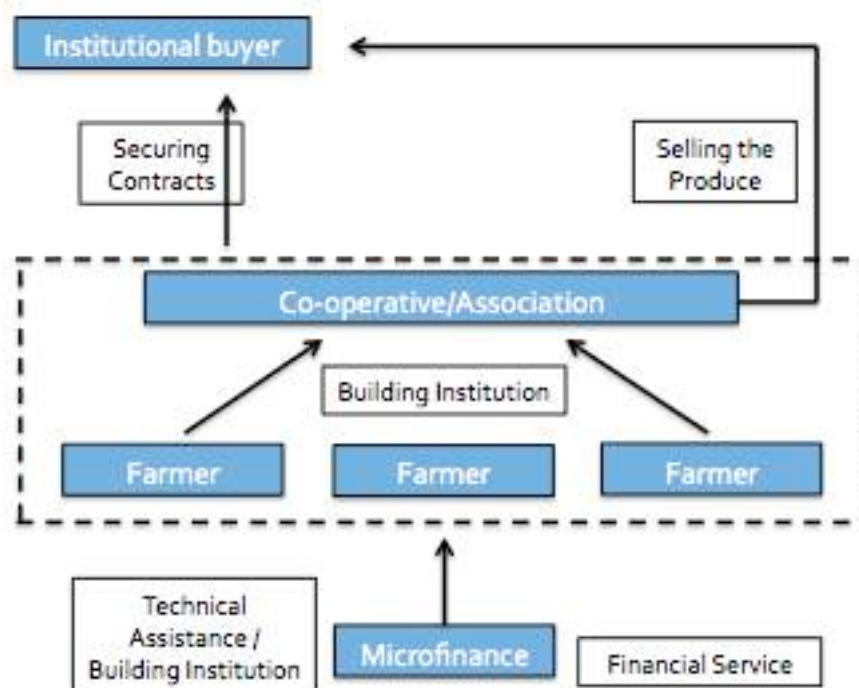 Institutional buyer
Securing
Contracts
Selling the
Produce
Co-operative/Association
Building Institution
Farmer
Farmer
Farmer
Technical
Assistance /
Building Institution
Microfinance
Financial Service